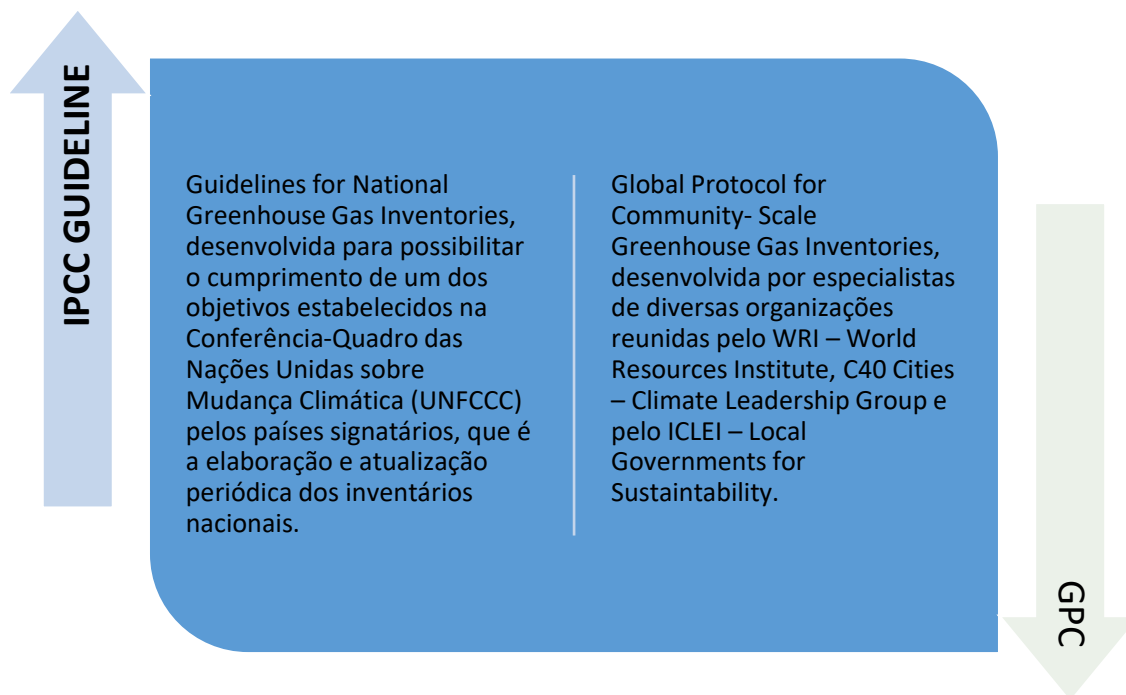 IPCC GUIDELINE
Guidelines for National
Greenhouse Gas Inventories,
desenvolvida para possibilitar
o cumprimento de um dos
objetivos estabelecidos na
Conferência-Quadro das
Nações Unidas sobre
Mudança Climática (UNFCCC)
pelos países signatários, que é
a elaboração e atualização
periódica dos inventários
nacionais.
Global Protocol for
Community- Scale
Greenhouse Gas Inventories,
desenvolvida por especialistas
de diversas organizações
reunidas pelo WRI – World
Resources Institute, C40 Cities
– Climate Leadership Group e
pelo ICLEI – Local
Governments for
Sustaintability.
GPC